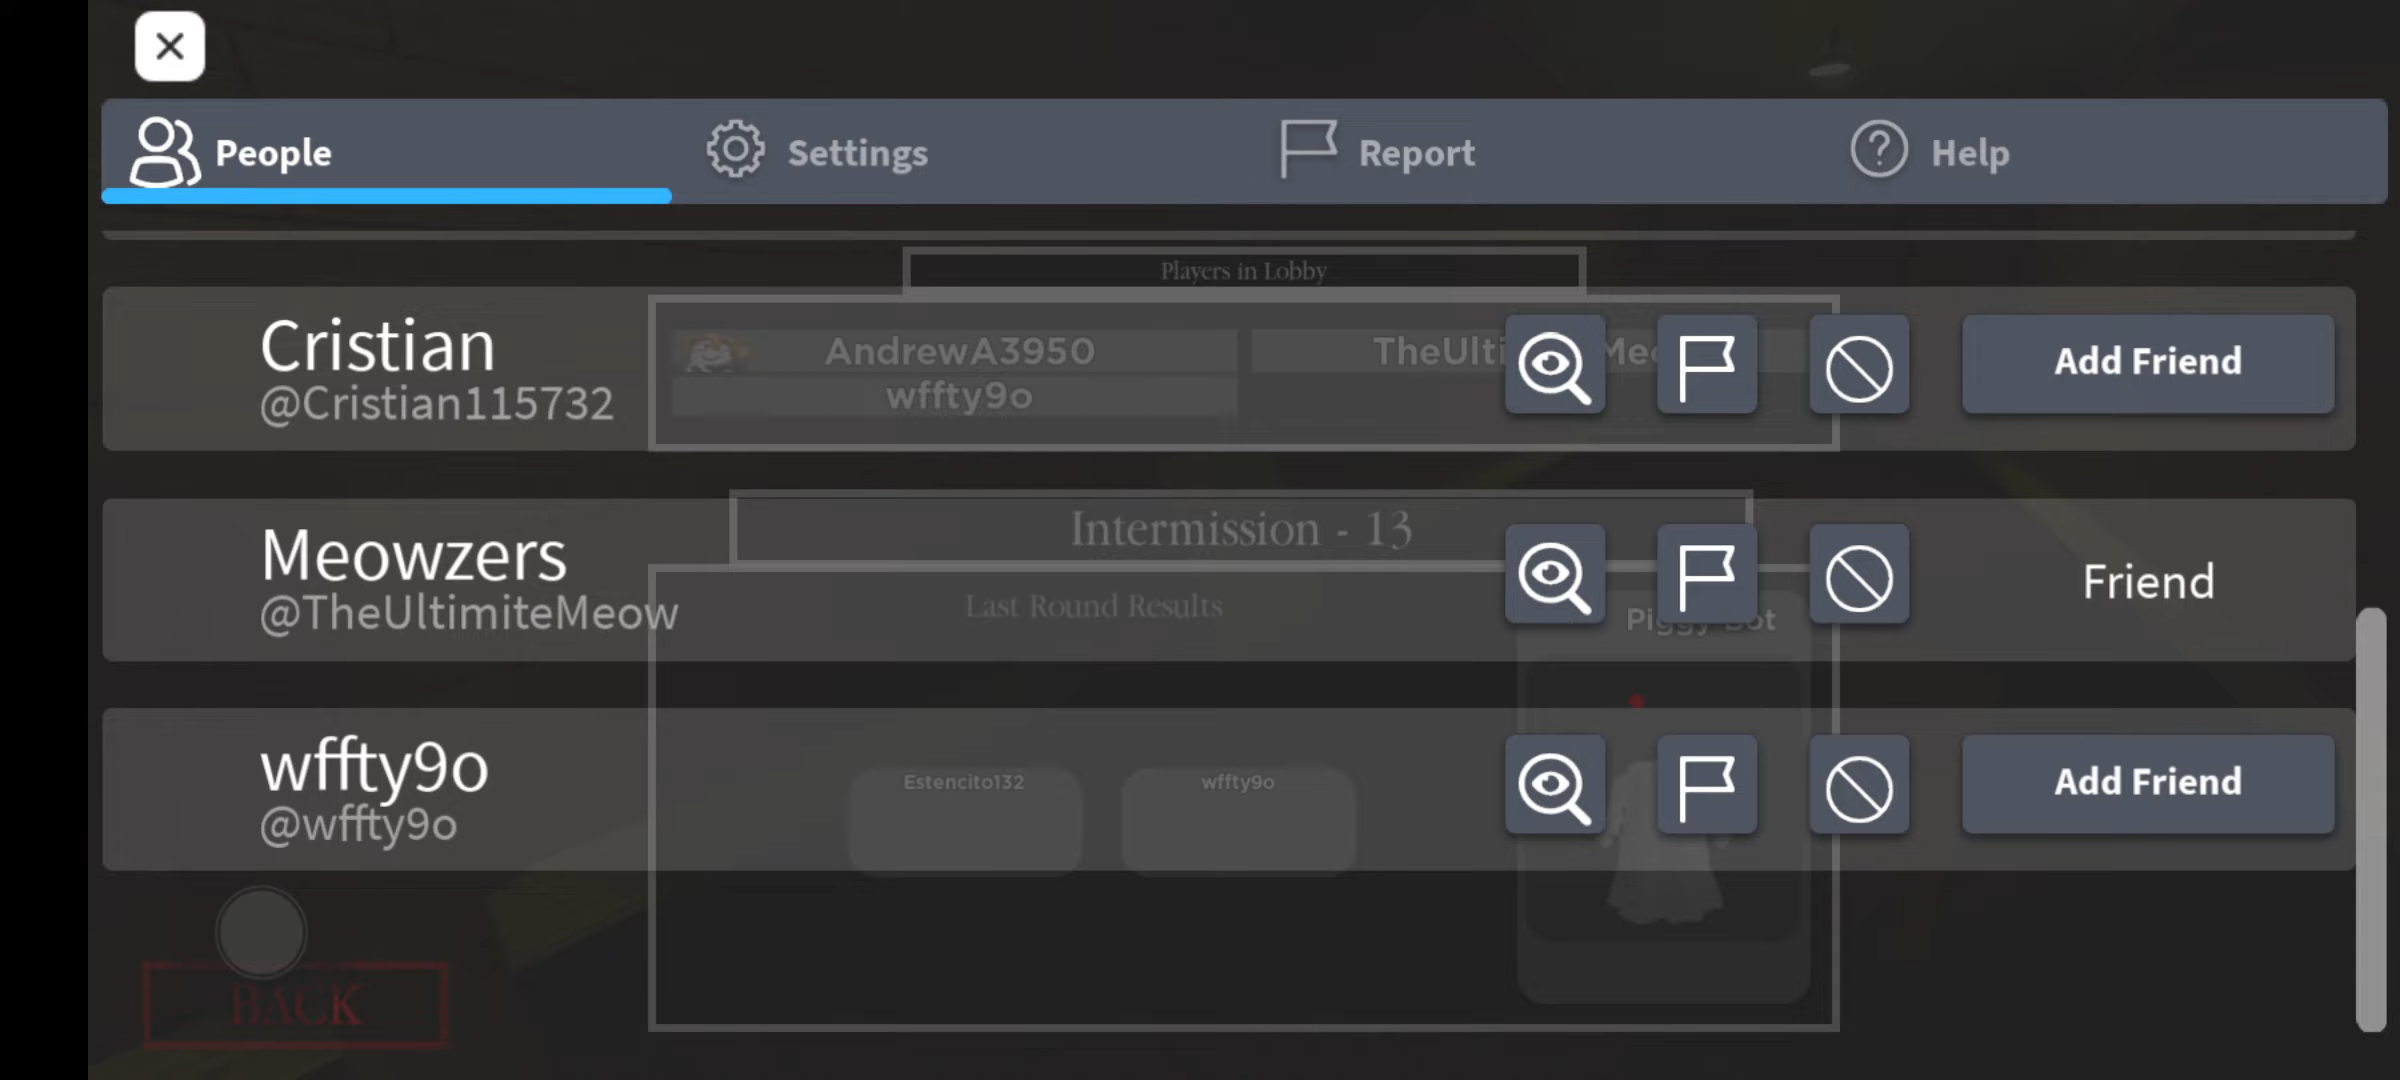 People
Settings
Report
Help
Players in Lobby
Cristian
@Cristian115732
AndrewA3950
wffty9o
Add Friend
Intermission - 13
Meowzers
@TheUltimiteMeow
Last Round Results
Friend
wffty9o
@wffty9o
Estencito132
wffty9o
Add Friend
BACK